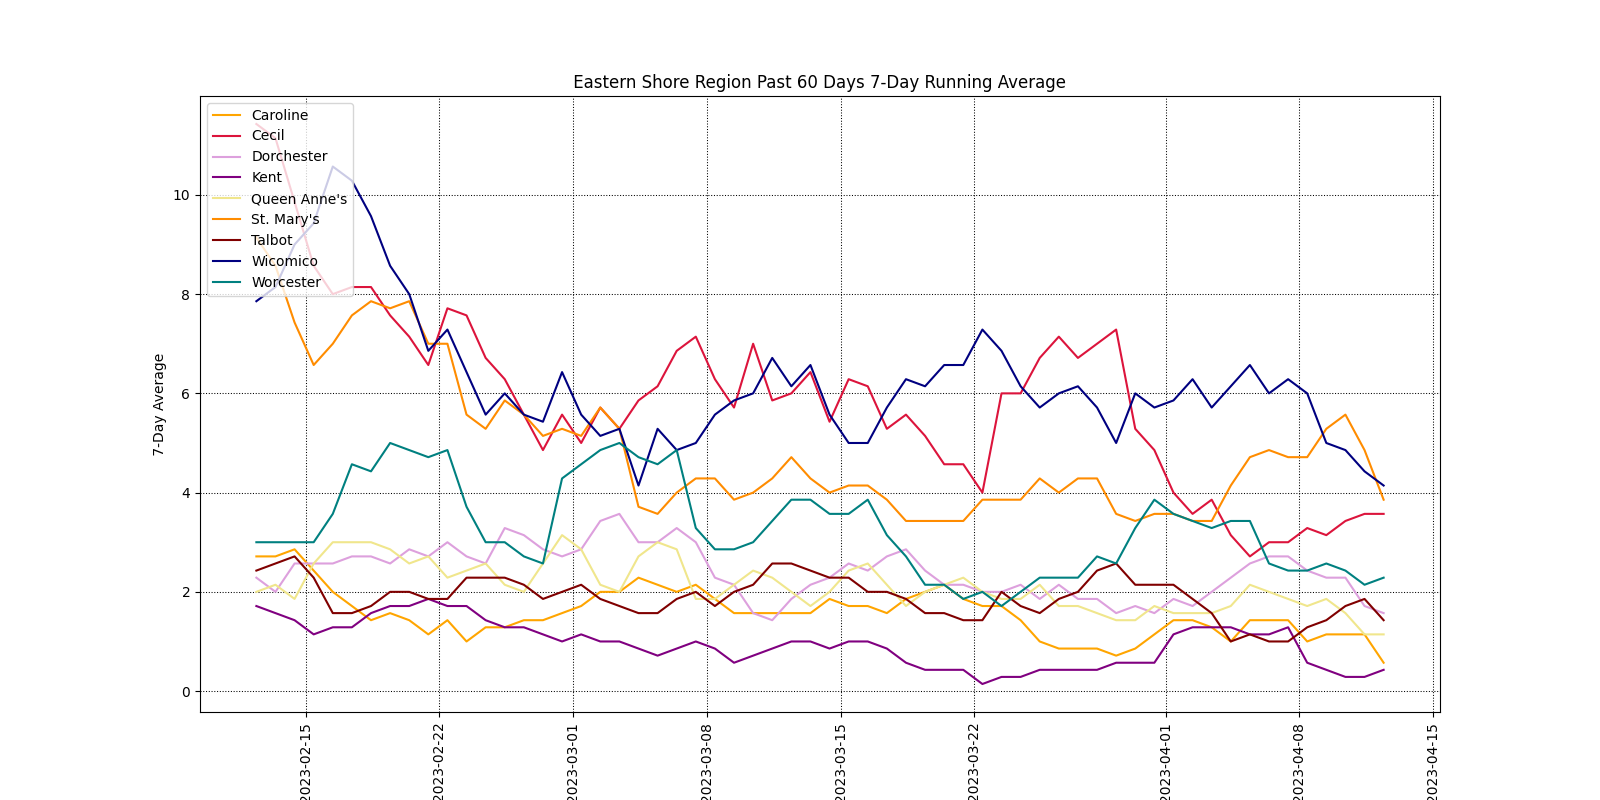 Eastern Shore Region Past 60 Days 7-Day Running Average
Caroline
Cecil
Dorchester
Kent
Queen Anne's
St. Mary's
Talbot
Wicomico
Worcester
7-Day Average
10
8
6
4
2
0
2023-02-15
2023-02-22
2023-03-01
2023-03-08
2023-03-15
2023-03-22
2023-04-01
2023-04-08
2023-04-15